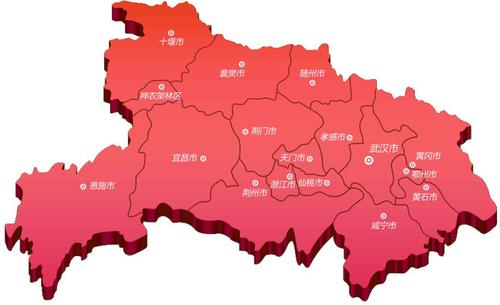 十堰市
襄樊市
随州市
神农架林区
荆门市
孝感市
武汉市
宜昌市
天门市
黄冈市
鄂州市
恩施市
荆州市
潜江市
仙桃市
黄石市
咸宁市